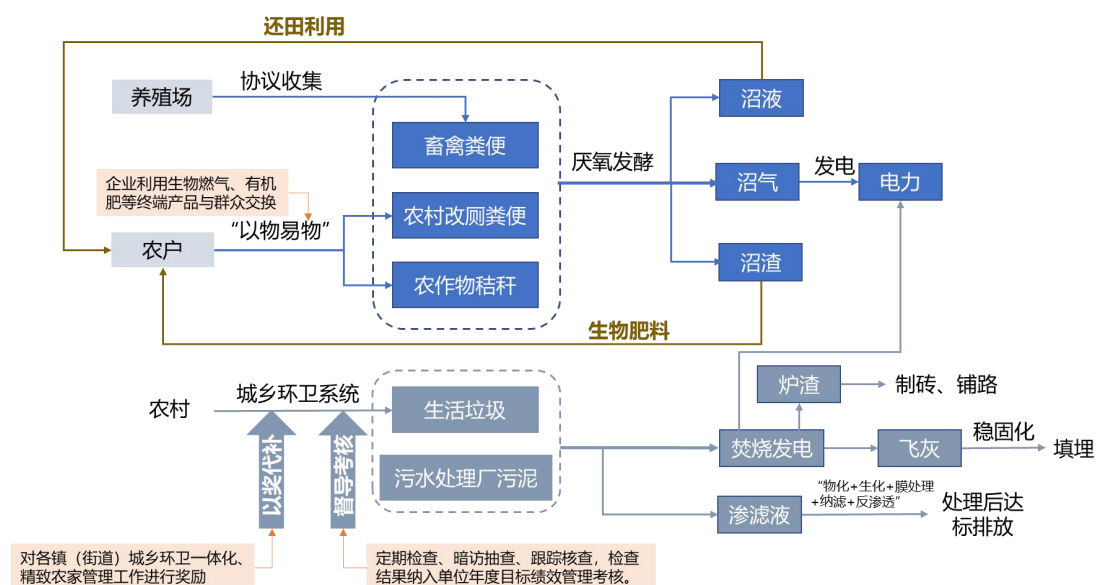 还田利用
养殖场
协议收集
畜禽粪便
沼液
厌氧发酵
企业利用生物燃气、有机
肥等终端产品与群众交换
沼气
发电
电力
“以物易物”
农村改厕粪便
农户
沼渣
农作物秸秆
生物肥料
农村
城乡环卫系统
生活垃圾
炉渣
制砖、铺路
以奖代补
督导考核
污水处理厂污泥
焚烧发电
飞灰
稳固化
填埋
渗滤液
“物化+生化+膜处理
+纳滤+反渗透”
处理后达
标排放
对各镇（街道）城乡环卫一体化、
精致农家管理工作进行奖励
定期检查、暗访抽查、跟踪核查，检查
结果纳入单位年度目标绩效管理考核。